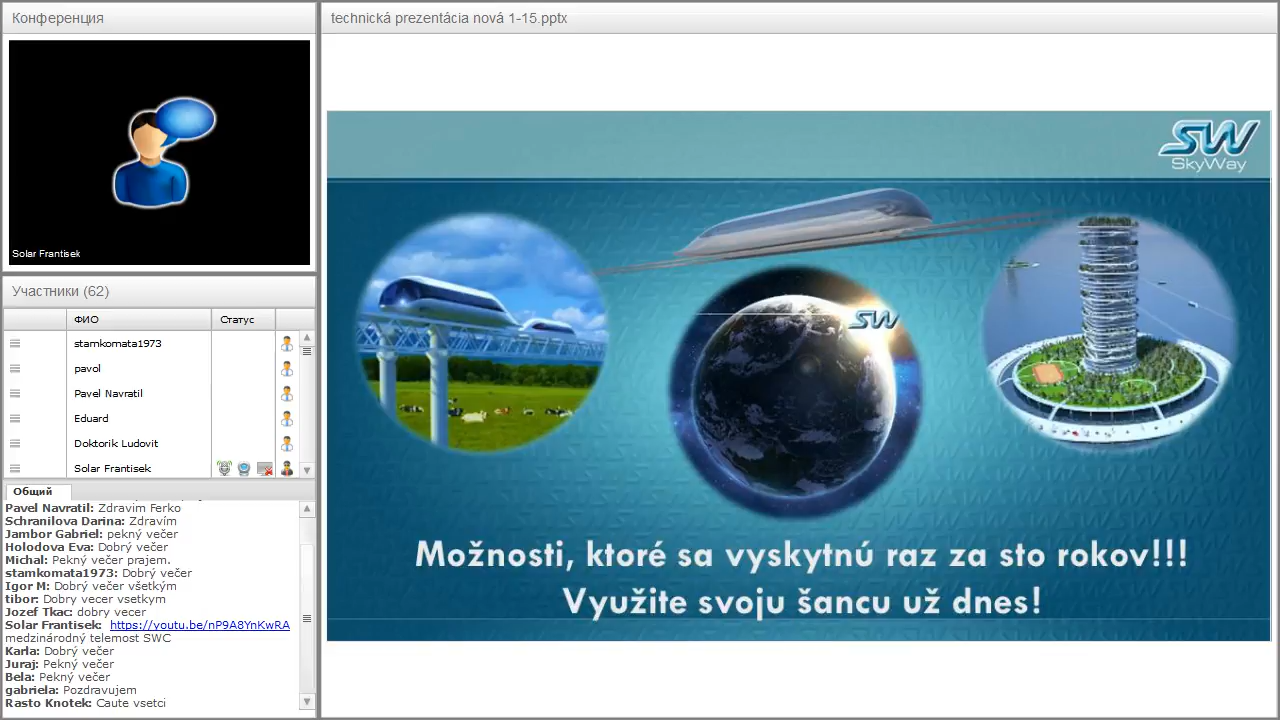 Конференция
Solar Frantisek
Участники (62)
ФИО Статус
stamkomata1973
pavol
Pavel Navratil
Eduard
Doktorik Ludovit
Solar Frantisek
Общий
Pavel Navratil: Zdravim Ferko
Schranilova Darina: Zdravím
Jambor Gabriel: pekný večer
Holodova Eva: Dobrý večer
Michal: Pekný večer prajem.
stamkomata1973: Dobrý večer
Igor M: Dobrý večer všetkým
tibor: Dobry vecer vsetkym
Jozef Tkac: dobry vecer
Solar Frantisek: https://youtu.be/nP9A8YnKwRA
medzinárodný telemost SWC
Karla: Dobrý večer
Juraj: Pekný večer
Bela: Pekný večer
gabriela: Pozdravujem
Rasto Knotek: Caute vsetci
technická prezentácia nová 1-15.pptx
SW
SkyWay
SW
Možnosti, ktoré sa vyskytnú raz za sto rokov!!!
Využite svoju šancu už dnes!